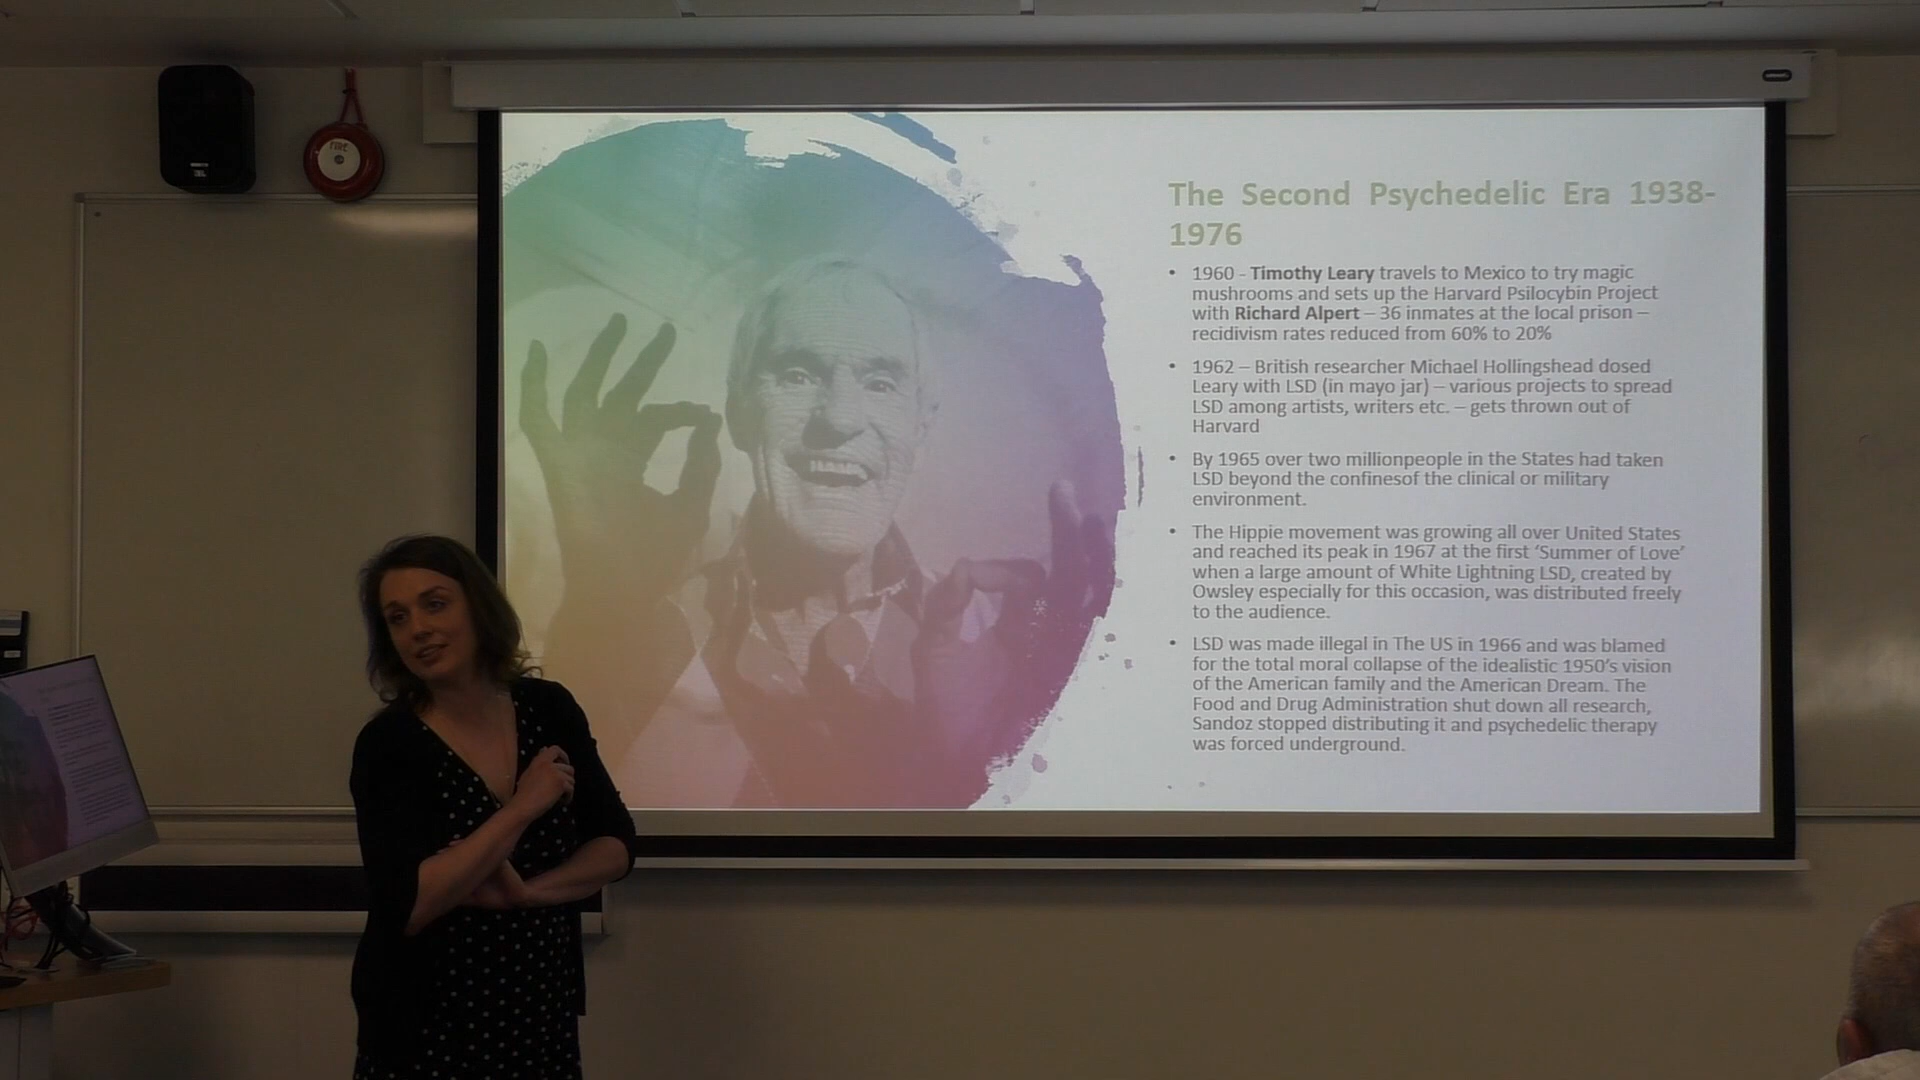 FIRE
JBL
The Second Psychedelic Era 1938-
1976
• 1960 - Timothy Leary travels to Mexico to try magic
mushrooms and sets up the Harvard Psilocybin Project
with Richard Alpert – 36 inmates at the local prison –
recidivism rates reduced from 60% to 20%
• 1962 – British researcher Michael Hollingshead dosed
Leary with LSD (in mayo jar) – various projects to spread
LSD among artists, writers etc. – gets thrown out of
Harvard
• By 1965 over two millionpeople in the States had taken
LSD beyond the confinesof the clinical or military
environment.
• The Hippie movement was growing all over United States
and reached its peak in 1967 at the first ‘Summer of Love’
when a large amount of White Lightning LSD, created by
Owsley especially for this occasion, was distributed freely
to the audience.
• LSD was made illegal in The US in 1966 and was blamed
for the total moral collapse of the idealistic 1950's vision
of the American family and the American Dream. The
Food and Drug Administration shut down all research,
Sandoz stopped distributing it and psychedelic therapy
was forced underground.